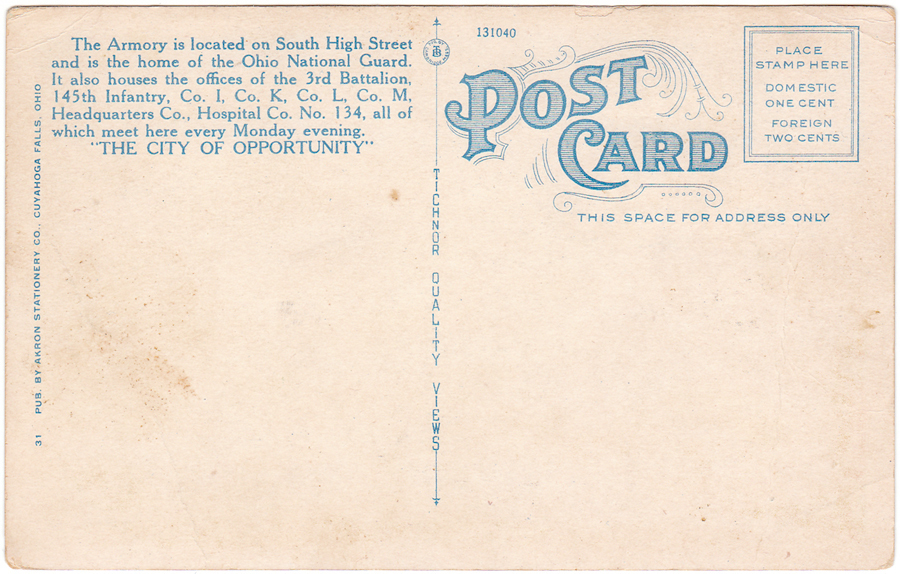 The Armory is located on South High Street
and is the home of the Ohio National Guard.
It also houses the offices of the 3rd Battalion,
145th Infantry, Co. I, Co. K, Co. L, Co. M,
Headquarters Co., Hospital Co. No. 134, all of
which meet here every Monday evening.
"THE CITY OF OPPORTUNITY"
31 PUB. BY AKRON STATIONERY CO., CUYAHOGA FALLS, OHIO
TICHNOR QUALITY VIEWS
131040
POST
CARD
THIS SPACE FOR ADDRESS ONLY
PLACE
STAMP HERE
DOMESTIC
ONE CENT
FOREIGN
TWO CENTS